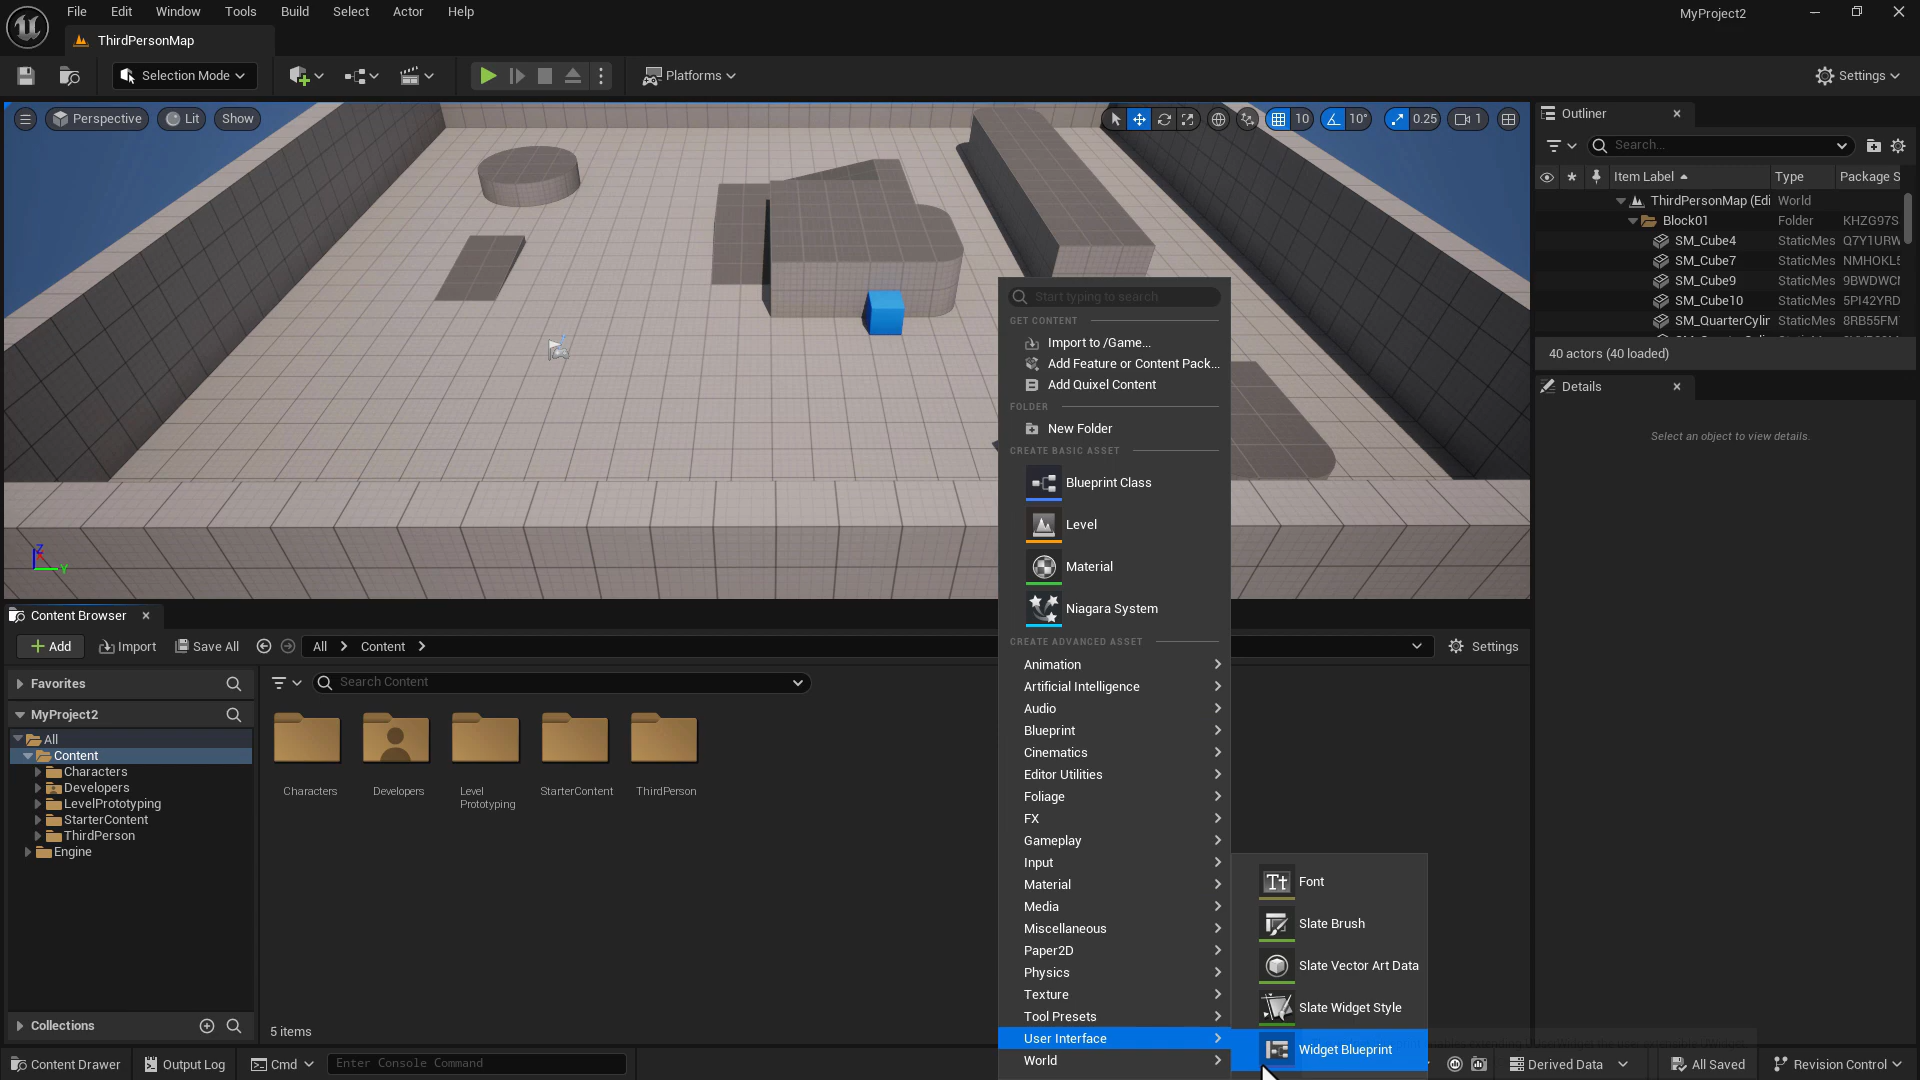 File Edit Window Tools Build Select Actor Help
MyProject2
ThirdPersonMap
Selection Mode
Platforms
Settings
Perspective Lit Show
10 10° 0.25 1
Outliner
Search...
Item Label Type Package S
ThirdPersonMap (Edi World
Block01 Folder KHZG97S
SM_Cube4 StaticMes Q7Y1URW
SM_Cube7 StaticMes NMHOKL5
SM_Cube9 StaticMes 9BWDWCI
SM_Cube10 StaticMes 5PI42YRD
SM_QuarterCylir StaticMes 8RB55FM
40 actors (40 loaded)
Details
Select an object to view details.
Start typing to search
GET CONTENT
Import to /Game...
Add Feature or Content Pack...
Add Quixel Content
FOLDER
New Folder
CREATE BASIC ASSET
Blueprint Class
Level
Material
Niagara System
CREATE ADVANCED ASSET
Animation
Artificial Intelligence
Audio
Blueprint
Cinematics
Editor Utilities
Foliage
FX
Gameplay
Input
Material
Media
Miscellaneous
Paper2D
Physics
Texture
Tool Presets
User Interface
World
Font
Slate Brush
Slate Vector Art Data
Slate Widget Style
Widget Blueprint
Z
Y
Content Browser
Add Import Save All All Content Settings
Favorites
Search Content
MyProject2
All
Content
Characters
Developers
LevelPrototyping
StarterContent
ThirdPerson
Engine
Characters
Developers
Level
Prototyping
StarterContent
ThirdPerson
Collections
5 items
Content Drawer Output Log Cmd Enter Console Command Derived Data All Saved Revision Control